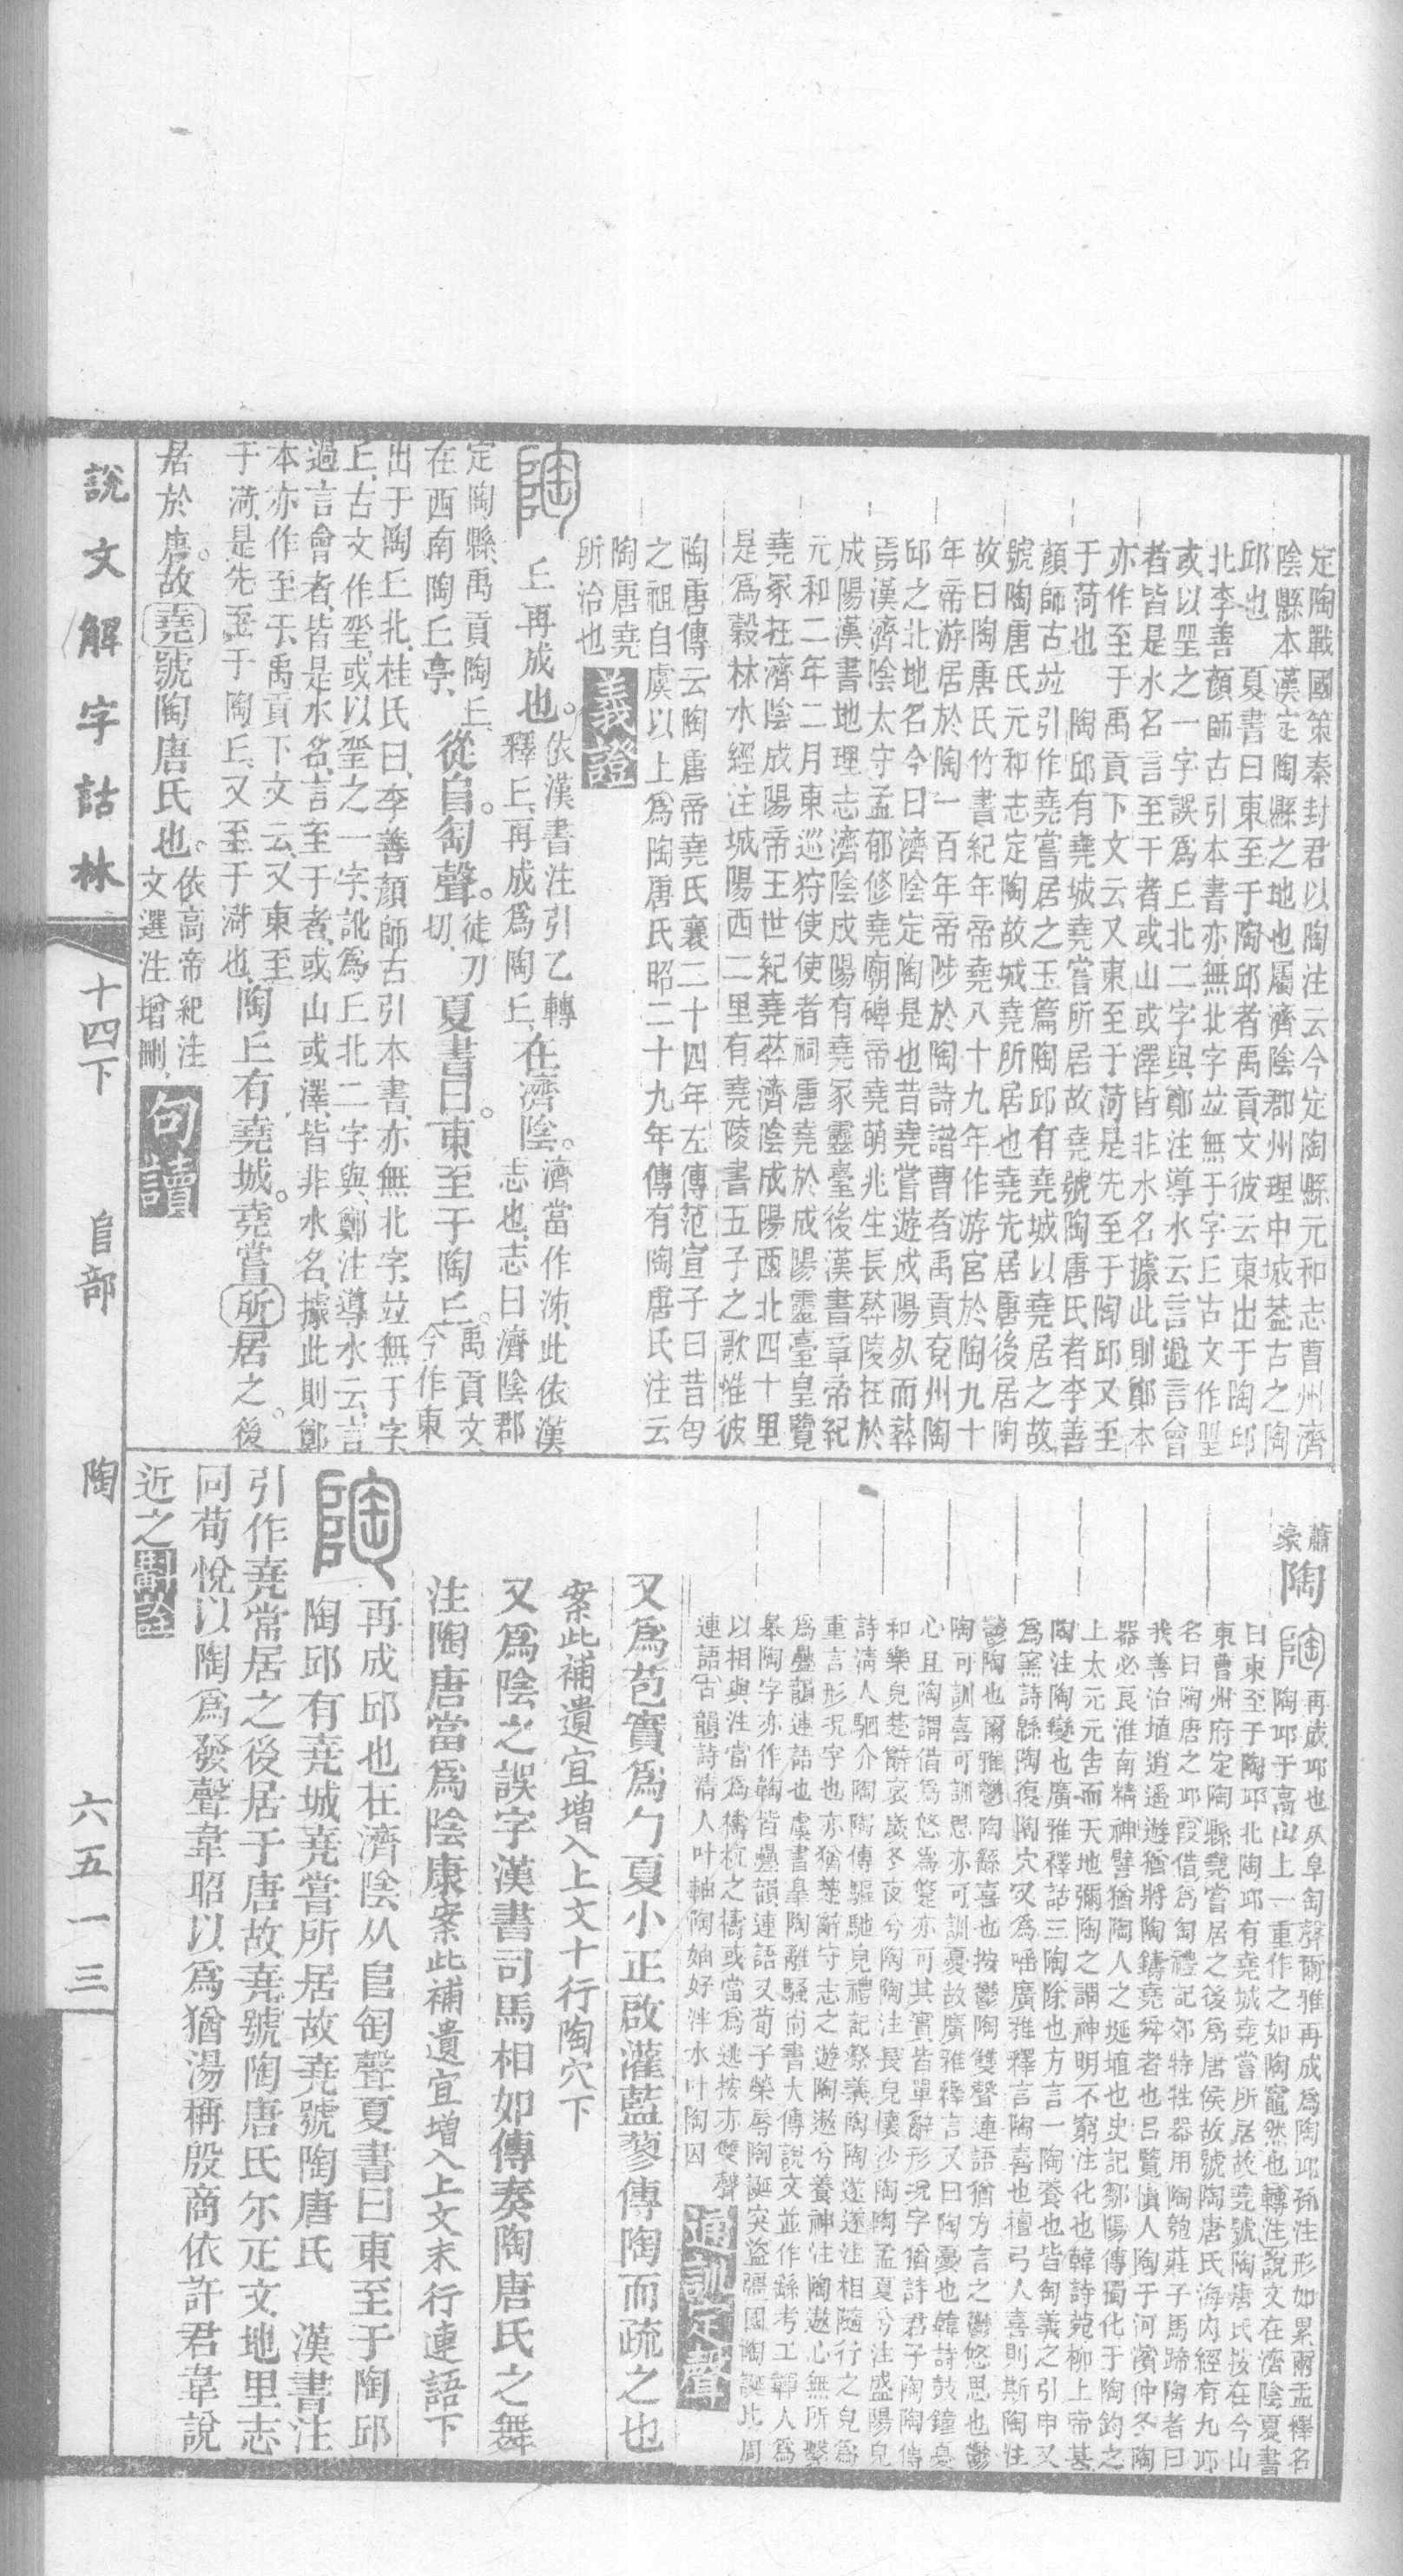 定陶戰國策秦封君以陶注云今定陶縣元和志曹州濟
陰縣本漢定陶縣之地也屬濟陰郡州理中城葢古之陶
邱也　夏書曰東至于陶邱者禹貢文彼云東出于陶邱
北李善顏師古引本書亦無北字竝無于字丘古文作𡊣
或以𡊣之一字誤爲丘北二字與鄭注導水云言過言會
者皆是水名言至于者或山或澤皆非水名據此則鄭本
亦作至于禹貢下文云又東至于菏是先至于陶邱又至
于菏也　陶邱有堯城堯嘗所居故堯號陶唐氏者李善
顏師古竝引作堯嘗居之玉篇陶邱有堯城以堯居之故
號陶唐氏元和志定陶故城堯所居也堯先居唐後居陶
故曰陶唐氏竹書紀年帝堯八十九年作游宮於陶九十
年帝游居於陶一百年帝陟於陶詩譜曹者禹貢兗州陶
邱之北地名今曰濟陰定陶是也昔堯嘗遊成陽死而葬
焉漢濟陰太守孟郁修堯廟碑帝堯萌兆生長葬陵在於
成陽漢書地理志濟陰成陽有堯冢靈臺後漢書章帝紀
元和二年二月東巡狩使使者祠唐堯於成陽靈臺皇覽
堯冢在濟陰成陽帝王世紀堯葬濟陰成陽西北四十里
是爲穀林水經注城陽西二里有堯陵書五子之歌惟彼
陶唐傳云陶唐帝堯氏襄二十四年左傳范宣子曰昔匄
之祖自虞以上爲陶唐氏昭二十九年傳有陶唐氏注云
陶唐堯
所治也 義證
陶 丘再成也。依漢書注引乙轉
釋丘、再成爲陶丘、在濟陰。濟當作泲、此依漢
志也、志曰濟陰郡
定陶縣、禹貢陶丘
在西南陶丘亭、從𨸏。匋聲。徒刀
切、夏書曰。東至于陶丘。禹貢文
今作東
出于陶丘北、桂氏曰、李善顏師古引本書、亦無北字、竝無于字、
丘、古文作𡊣、或以𡊣之一字、訛爲丘北二字、與鄭注導水云、言
過言會者、皆是水名、言至于者、或山或澤、皆非水名、據此則鄭
本亦作至于、禹貢下文云、又東至
于菏、是先至于陶丘、又至于菏也、陶丘有堯城。堯嘗所居之。後
居於唐。故堯號陶唐氏也。依高帝紀注
文選注增刪、 句讀
蕭
豪 陶 陶 再成邱也从𨸏匋聲爾雅再成爲陶邱孫注形如累兩盂釋名
陶邱于高山上一重作之如陶竈然也轉注說文在濟陰夏書
曰東至于陶邱北陶邱有堯城堯嘗所居故堯號陶唐氏按在今山
東曹州府定陶縣堯嘗居之後爲唐侯故號陶唐氏海內經有九邱
名曰陶唐之邱叚借爲匋禮記郊特牲器用陶匏莊子馬蹄陶者曰
我善治埴逍遙遊猶將陶鑄堯舜者也呂覽愼人陶于河濱仲冬陶
器必良淮南精神譬猶陶人之埏埴也史記鄒陽傳獨化于陶鈞之
上太元元告而天地彌陶之謂神明不窮注化也韓詩菀柳上帝甚
陶注陶變也廣雅釋詁三陶除也方言一陶養也皆匋義之引申又
爲窯詩緜陶復陶穴又爲㗛廣雅釋言陶喜也檀弓人喜則斯陶注
鬱陶也爾雅鬱陶繇喜也按鬱陶雙聲連語猶方言之鬱悠思也鬱
陶可訓喜可訓思亦可訓憂故廣雅釋言又曰陶憂也韓詩鼓鐘憂
心且陶謂借爲悠爲楚亦可其實皆單辭形況字猶詩君子陶陶傳
和樂皃楚辭哀歲冬夜兮陶陶注長皃懷沙陶陶孟夏兮注盛陽皃
詩淸人駟介陶陶傳驅馳皃禮記祭義陶陶遂遂注相隨行之皃爲
重言形況字也亦猶楚辭守志之遊陶遨兮養神注陶遨心無所繫
爲疊韻連語也虞書皋陶離騷尙書大傳說文並作繇考工韗人爲
皋陶字亦作鞠皆疊韻連語又荀子榮辱陶誕突盜彊國陶誕比周
以相與注當爲檮杌之檮或當爲逃按亦雙聲
連語古韻詩淸人叶軸陶抽好泮水叶陶囚 通訓定聲
又爲苞實爲勹夏小正啟灌藍蓼傳陶而疏之也
案此補遺宜增入上文十行陶穴下
又爲陰之誤字漢書司馬相如傳奏陶唐氏之舞
注陶唐當爲陰康案此補遺宜增入上文末行連語下
陶 再成邱也在濟陰从𨸏匋聲夏書曰東至于陶邱
陶邱有堯城堯嘗所居故堯號陶唐氏　漢書注
引作堯常居之後居于唐故堯號陶唐氏尒正文地里志
同荀悅以陶爲發聲韋昭以爲猶湯稱殷商依許君韋說
近之 斠詮
說文解字詁林 十四下 𨸏部 陶 六五一三